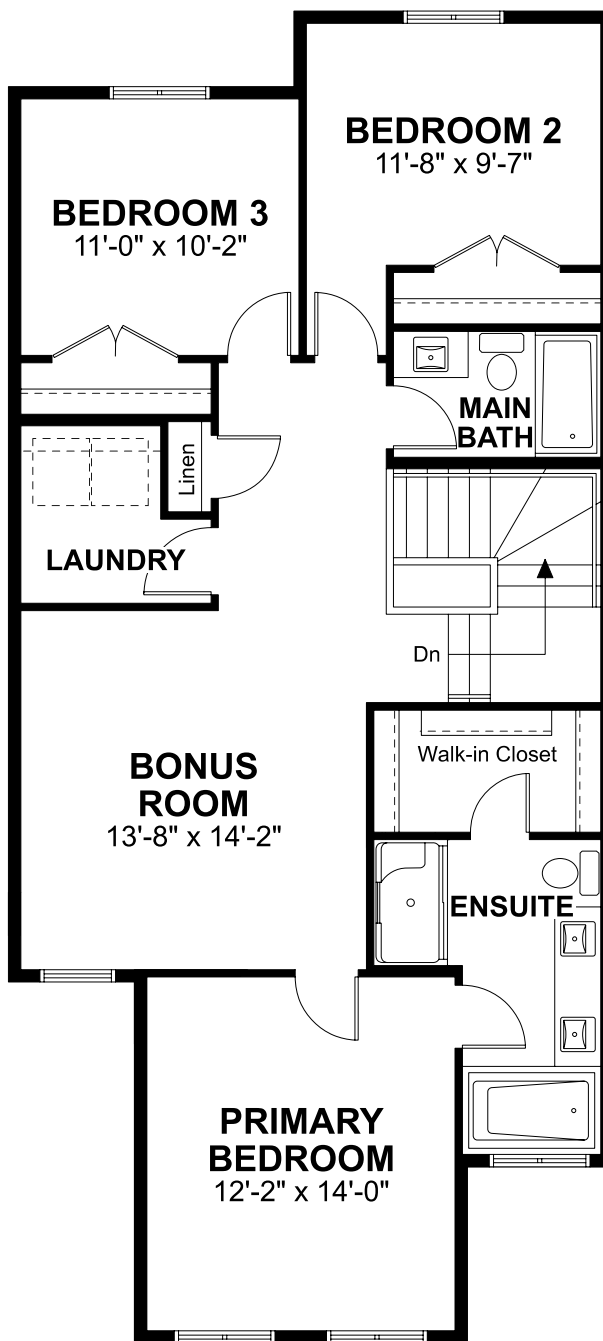 BEDROOM 2
11'-8" x 9'-7"
BEDROOM 3
11'-0" x 10'-2"
MAIN
BATH
Linen
LAUNDRY
Dn
Walk-in Closet
BONUS
ROOM
13'-8" x 14'-2"
ENSUITE
PRIMARY
BEDROOM
12'-2" x 14'-0"